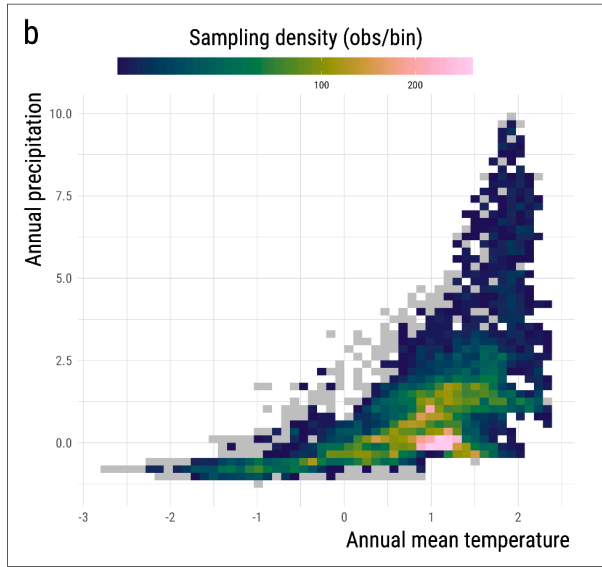 b
Sampling density (obs/bin)
100 200
Annual precipitation
10.0
7.5
5.0
2.5
0.0
-3 -2 -1 0 1 2
Annual mean temperature